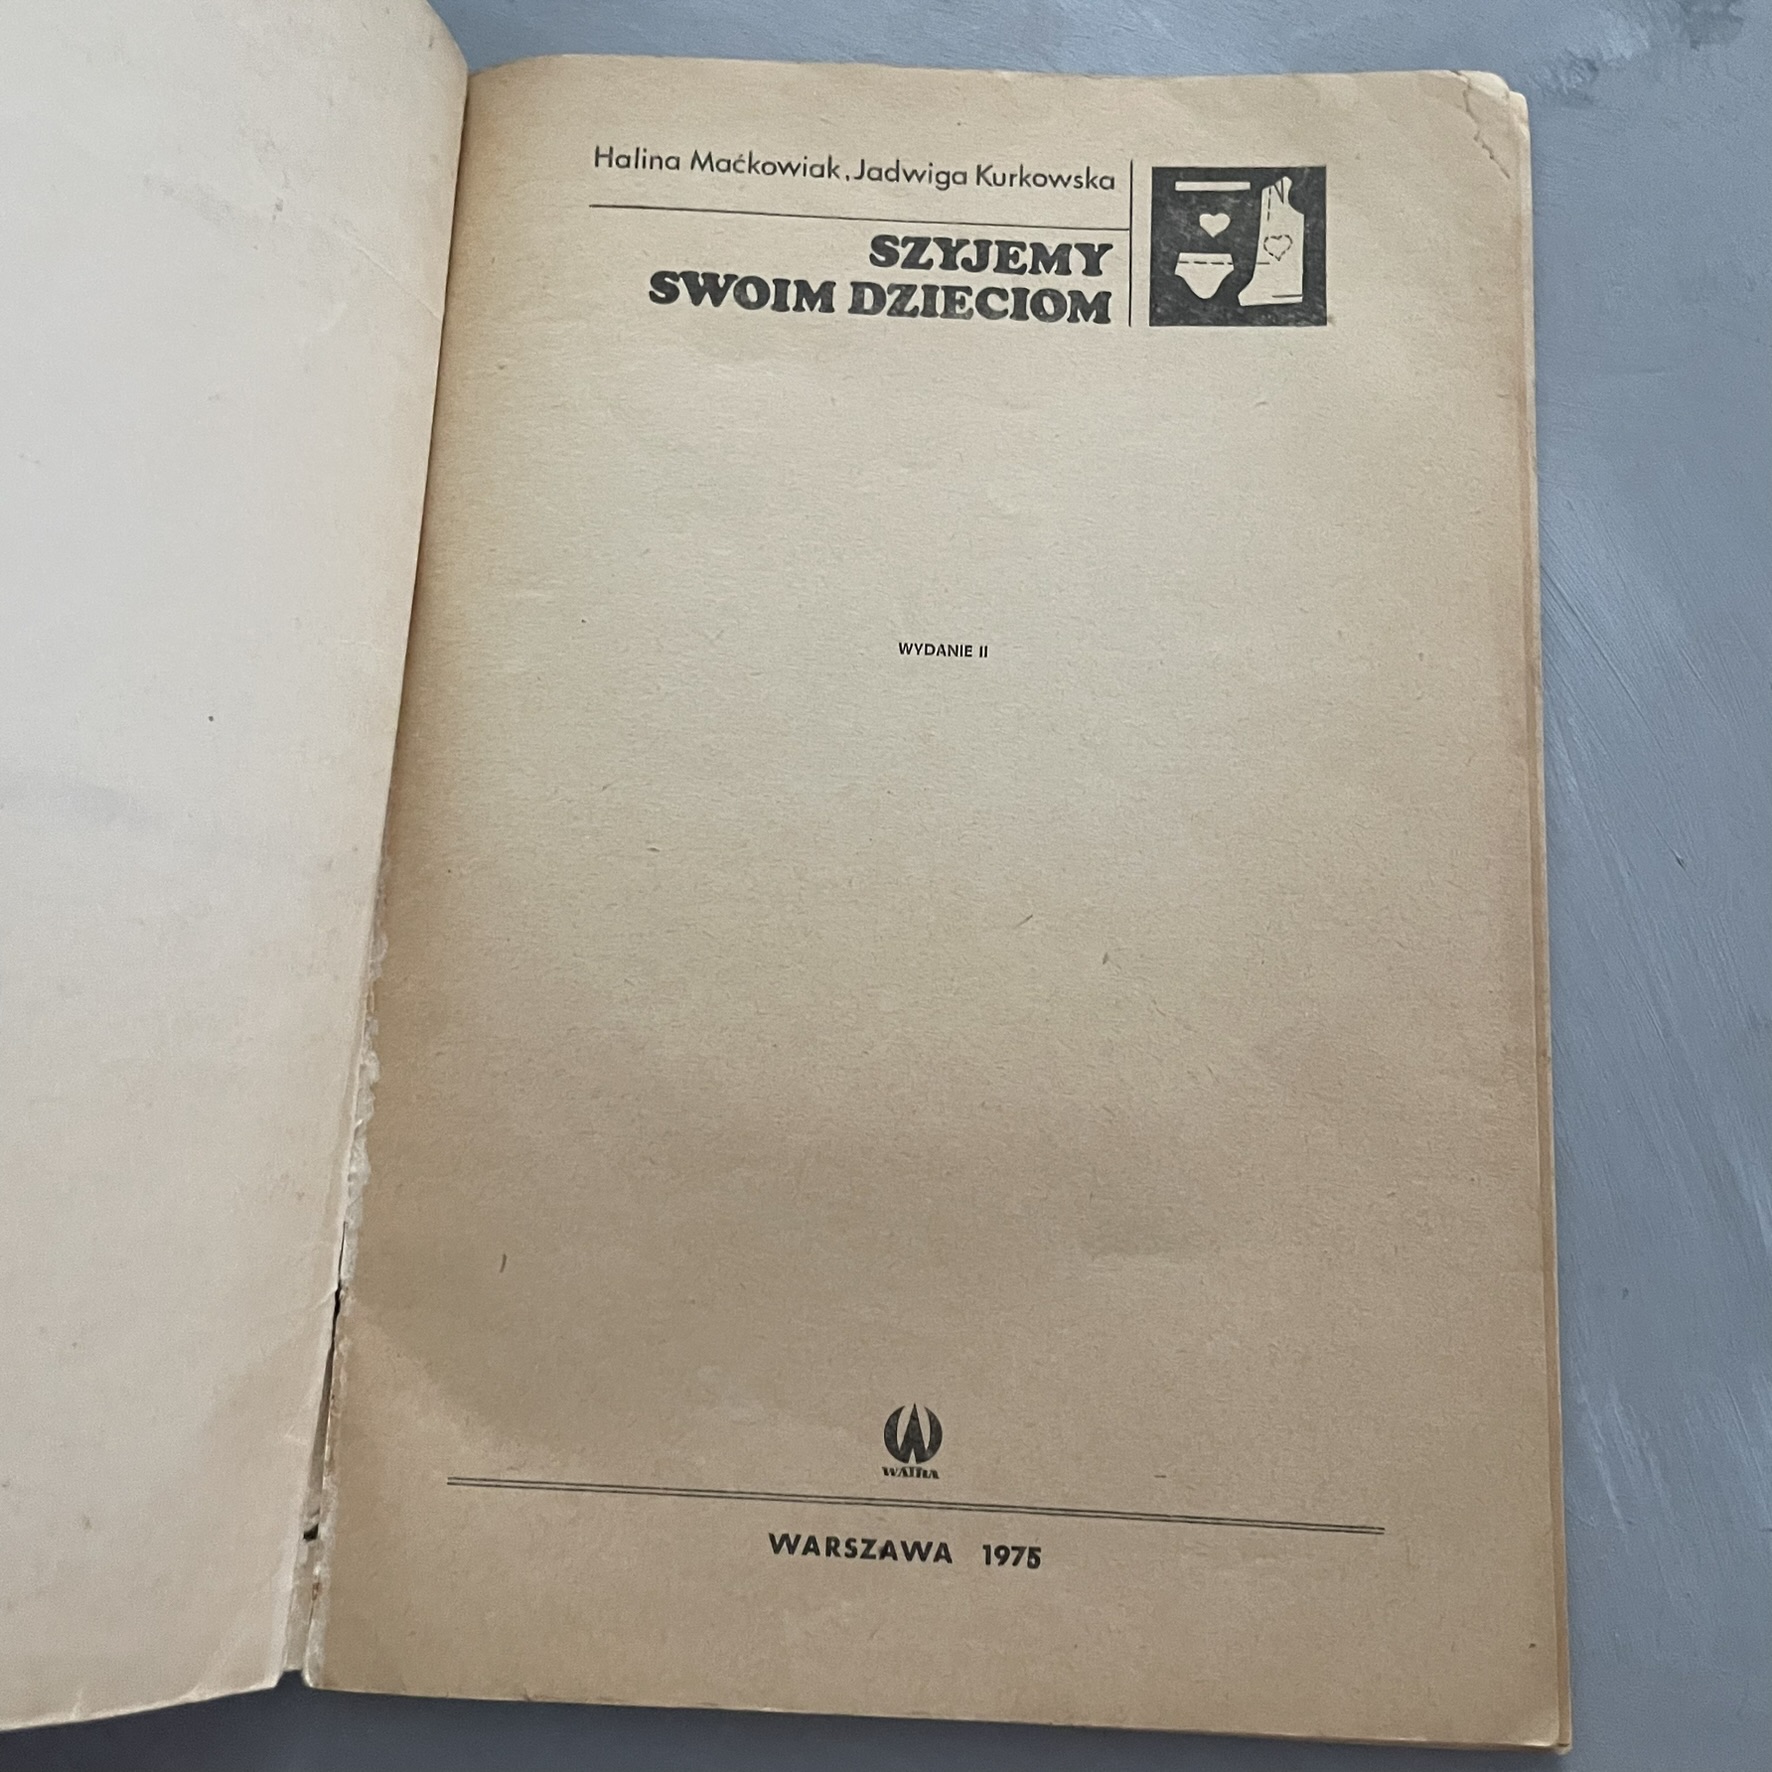 Halina Maćkowiak, Jadwiga Kurkowska
SZYJEMY
SWOIM DZIECIOM
WYDANIE II
WATRA
WARSZAWA 1975